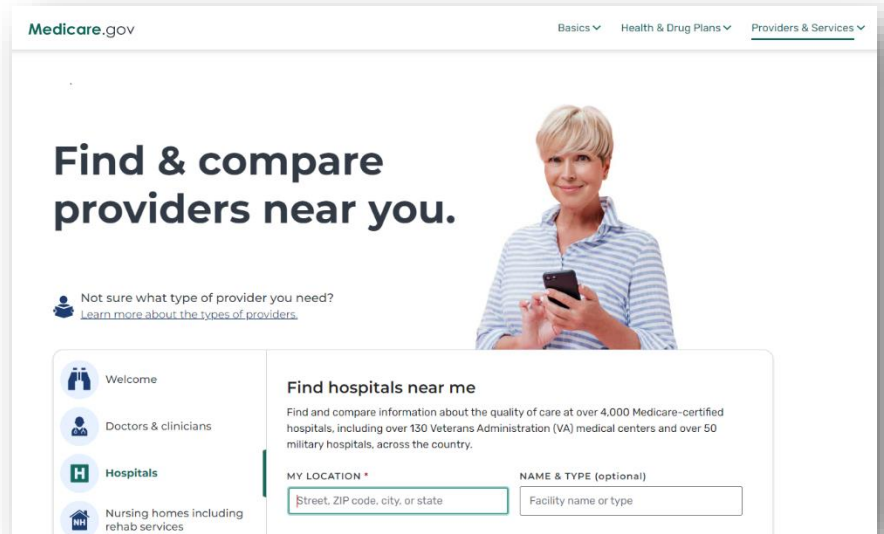 Medicare.gov
Basics
Health & Drug Plans
Providers & Services
Find & compare
providers near you.
Not sure what type of provider you need?
Learn more about the types of providers.
Welcome
Doctors & clinicians
Hospitals
Nursing homes including
rehab services
Find hospitals near me
Find and compare information about the quality of care at over 4,000 Medicare-certified
hospitals, including over 130 Veterans Administration (VA) medical centers and over 50
military hospitals, across the country.
MY LOCATION *
Street, ZIP code, city, or state
NAME & TYPE (optional)
Facility name or type
H
NH